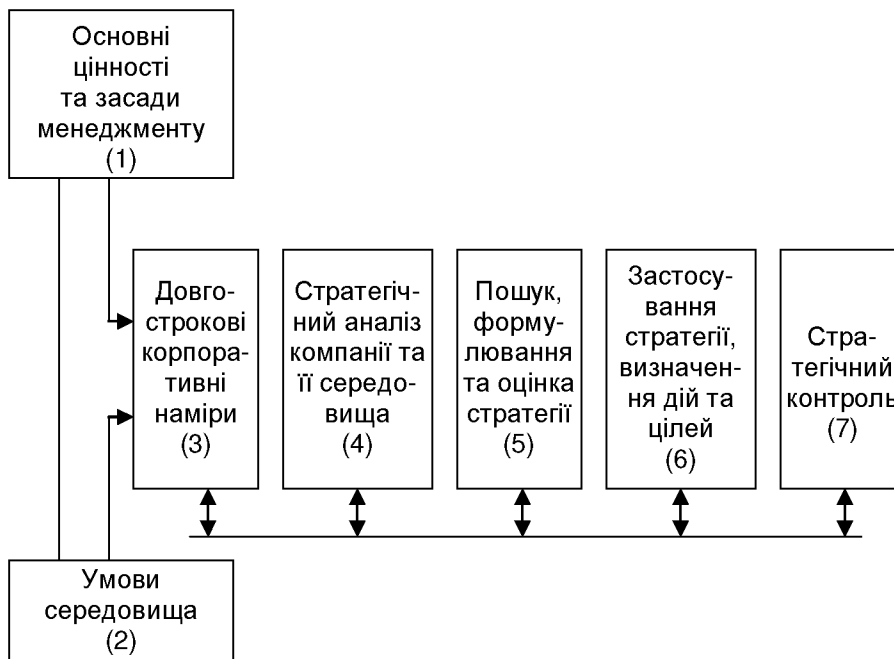 Основні
цінності
та засади
менеджменту
(1)
Довго-
строкові
корпора-
тивні
наміри
(3)
Стратегіч-
ний аналіз
компанії та
її середо-
вища
(4)
Пошук,
форму-
лювання
та оцінка
стратегії
(5)
Застосу-
вання
стратегії,
визначен-
ня дій та
цілей
(6)
Стра-
тегічний
контроль
(7)
Умови
середовища
(2)